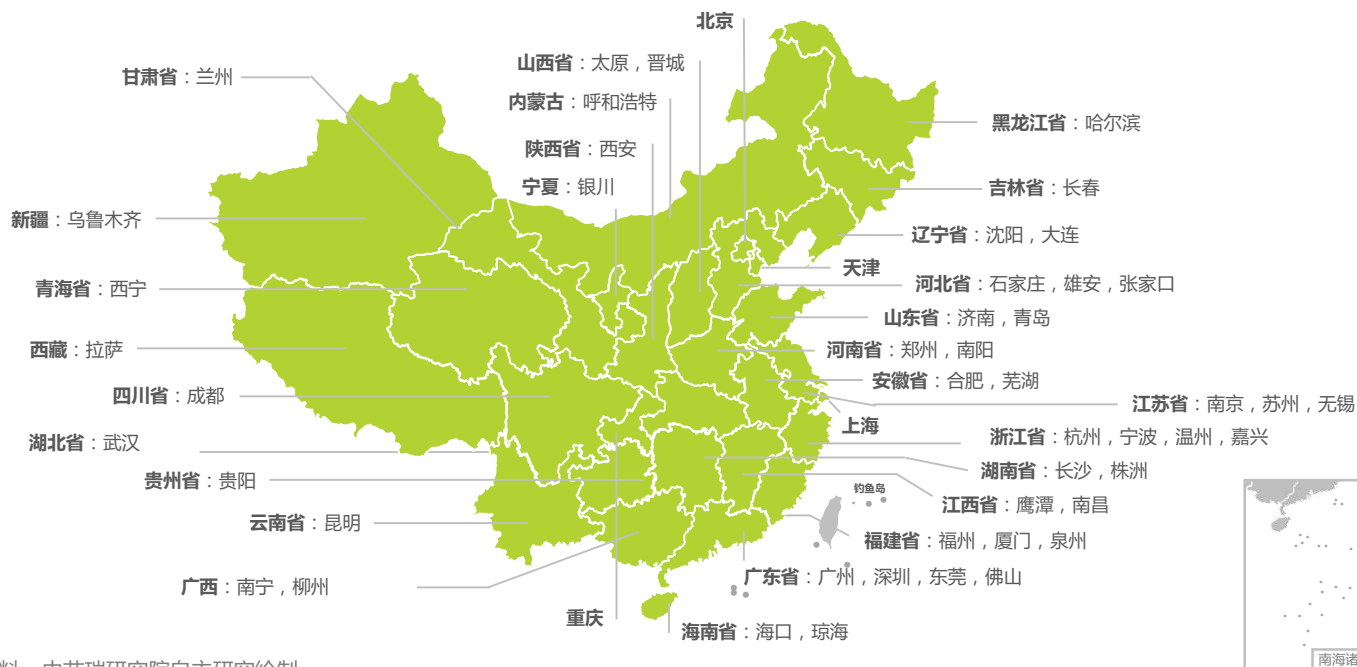 北京
山西省：太原，晋城
甘肃省：兰州
内蒙古：呼和浩特
黑龙江省：哈尔滨
陕西省：西安
宁夏：银川
吉林省：长春
新疆：乌鲁木齐
辽宁省：沈阳，大连
天津
青海省：西宁
河北省：石家庄，雄安，张家口
山东省：济南，青岛
西藏：拉萨
河南省：郑州，南阳
安徽省：合肥，芜湖
四川省：成都
江苏省：南京，苏州，无锡
上海
湖北省：武汉
浙江省：杭州，宁波，温州，嘉兴
湖南省：长沙，株洲
贵州省：贵阳
钓鱼岛
江西省：鹰潭，南昌
云南省：昆明
福建省：福州，厦门，泉州
广东省：广州，深圳，东莞，佛山
广西：南宁，柳州
重庆
海南省：海口，琼海
南海诸